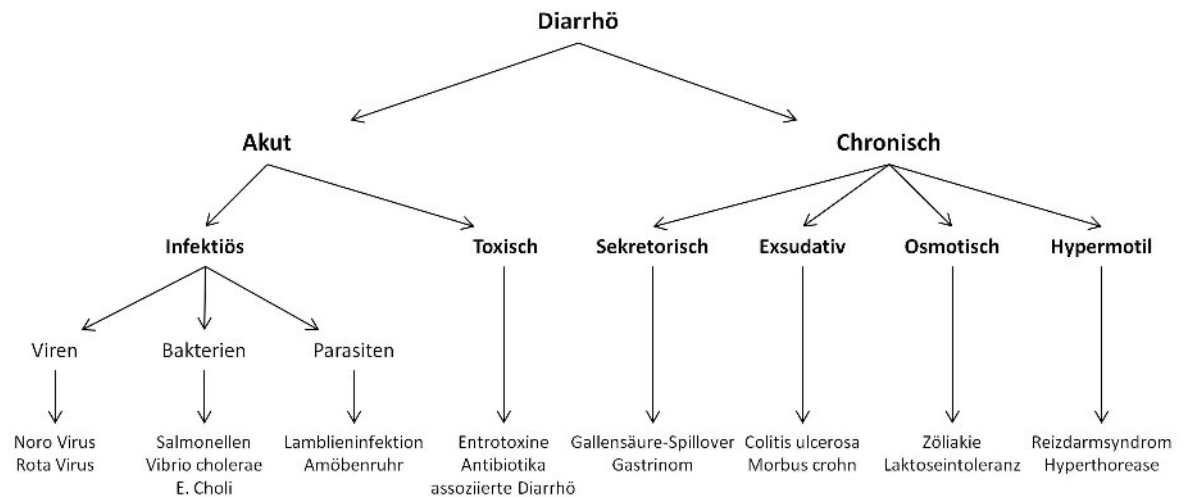 Diarrhö
Akut
Chronisch
Infektiös
Toxisch
Sekretorisch
Exsudativ
Osmotisch
Hypermotil
Viren
Bakterien
Parasiten
Noro Virus
Rota Virus
Salmonellen
Vibrio cholerae
E. Choli
Lamblieninfektion
Amöbenruhr
Entrotoxine
Antibiotika
assoziierte Diarrhö
Gallensäure-Spillover
Gastrinom
Colitis ulcerosa
Morbus crohn
Zöliakie
Laktoseintoleranz
Reizdarmsyndrom
Hyperthorease